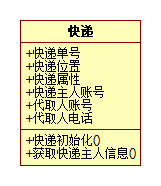 快递
+快递单号
+快递位置
+快递属性
+快递主人账号
+代取人账号
+代取人电话
+快递初始化()
+获取快递主人信息()